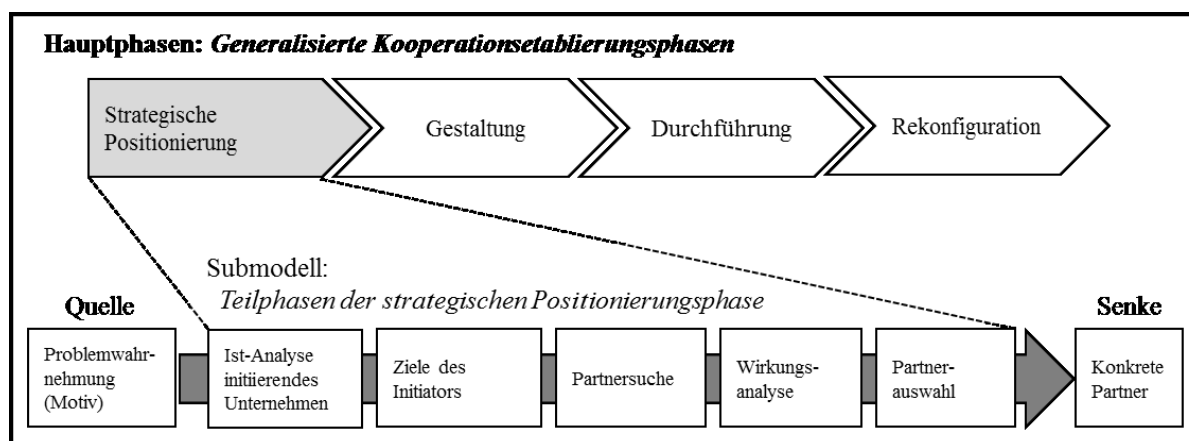 Hauptphasen: Generalisierte Kooperationsetablierungsphasen
Strategische
Positionierung
Gestaltung
Durchführung
Rekonfiguration
Submodell:
Teilphasen der strategischen Positionierungsphase
Quelle
Senke
Problemwahr-
nehmung
(Motiv)
Ist-Analyse
initiierendes
Unternehmen
Ziele des
Initiators
Partnersuche
Wirkungs-
analyse
Partner-
auswahl
Konkrete
Partner